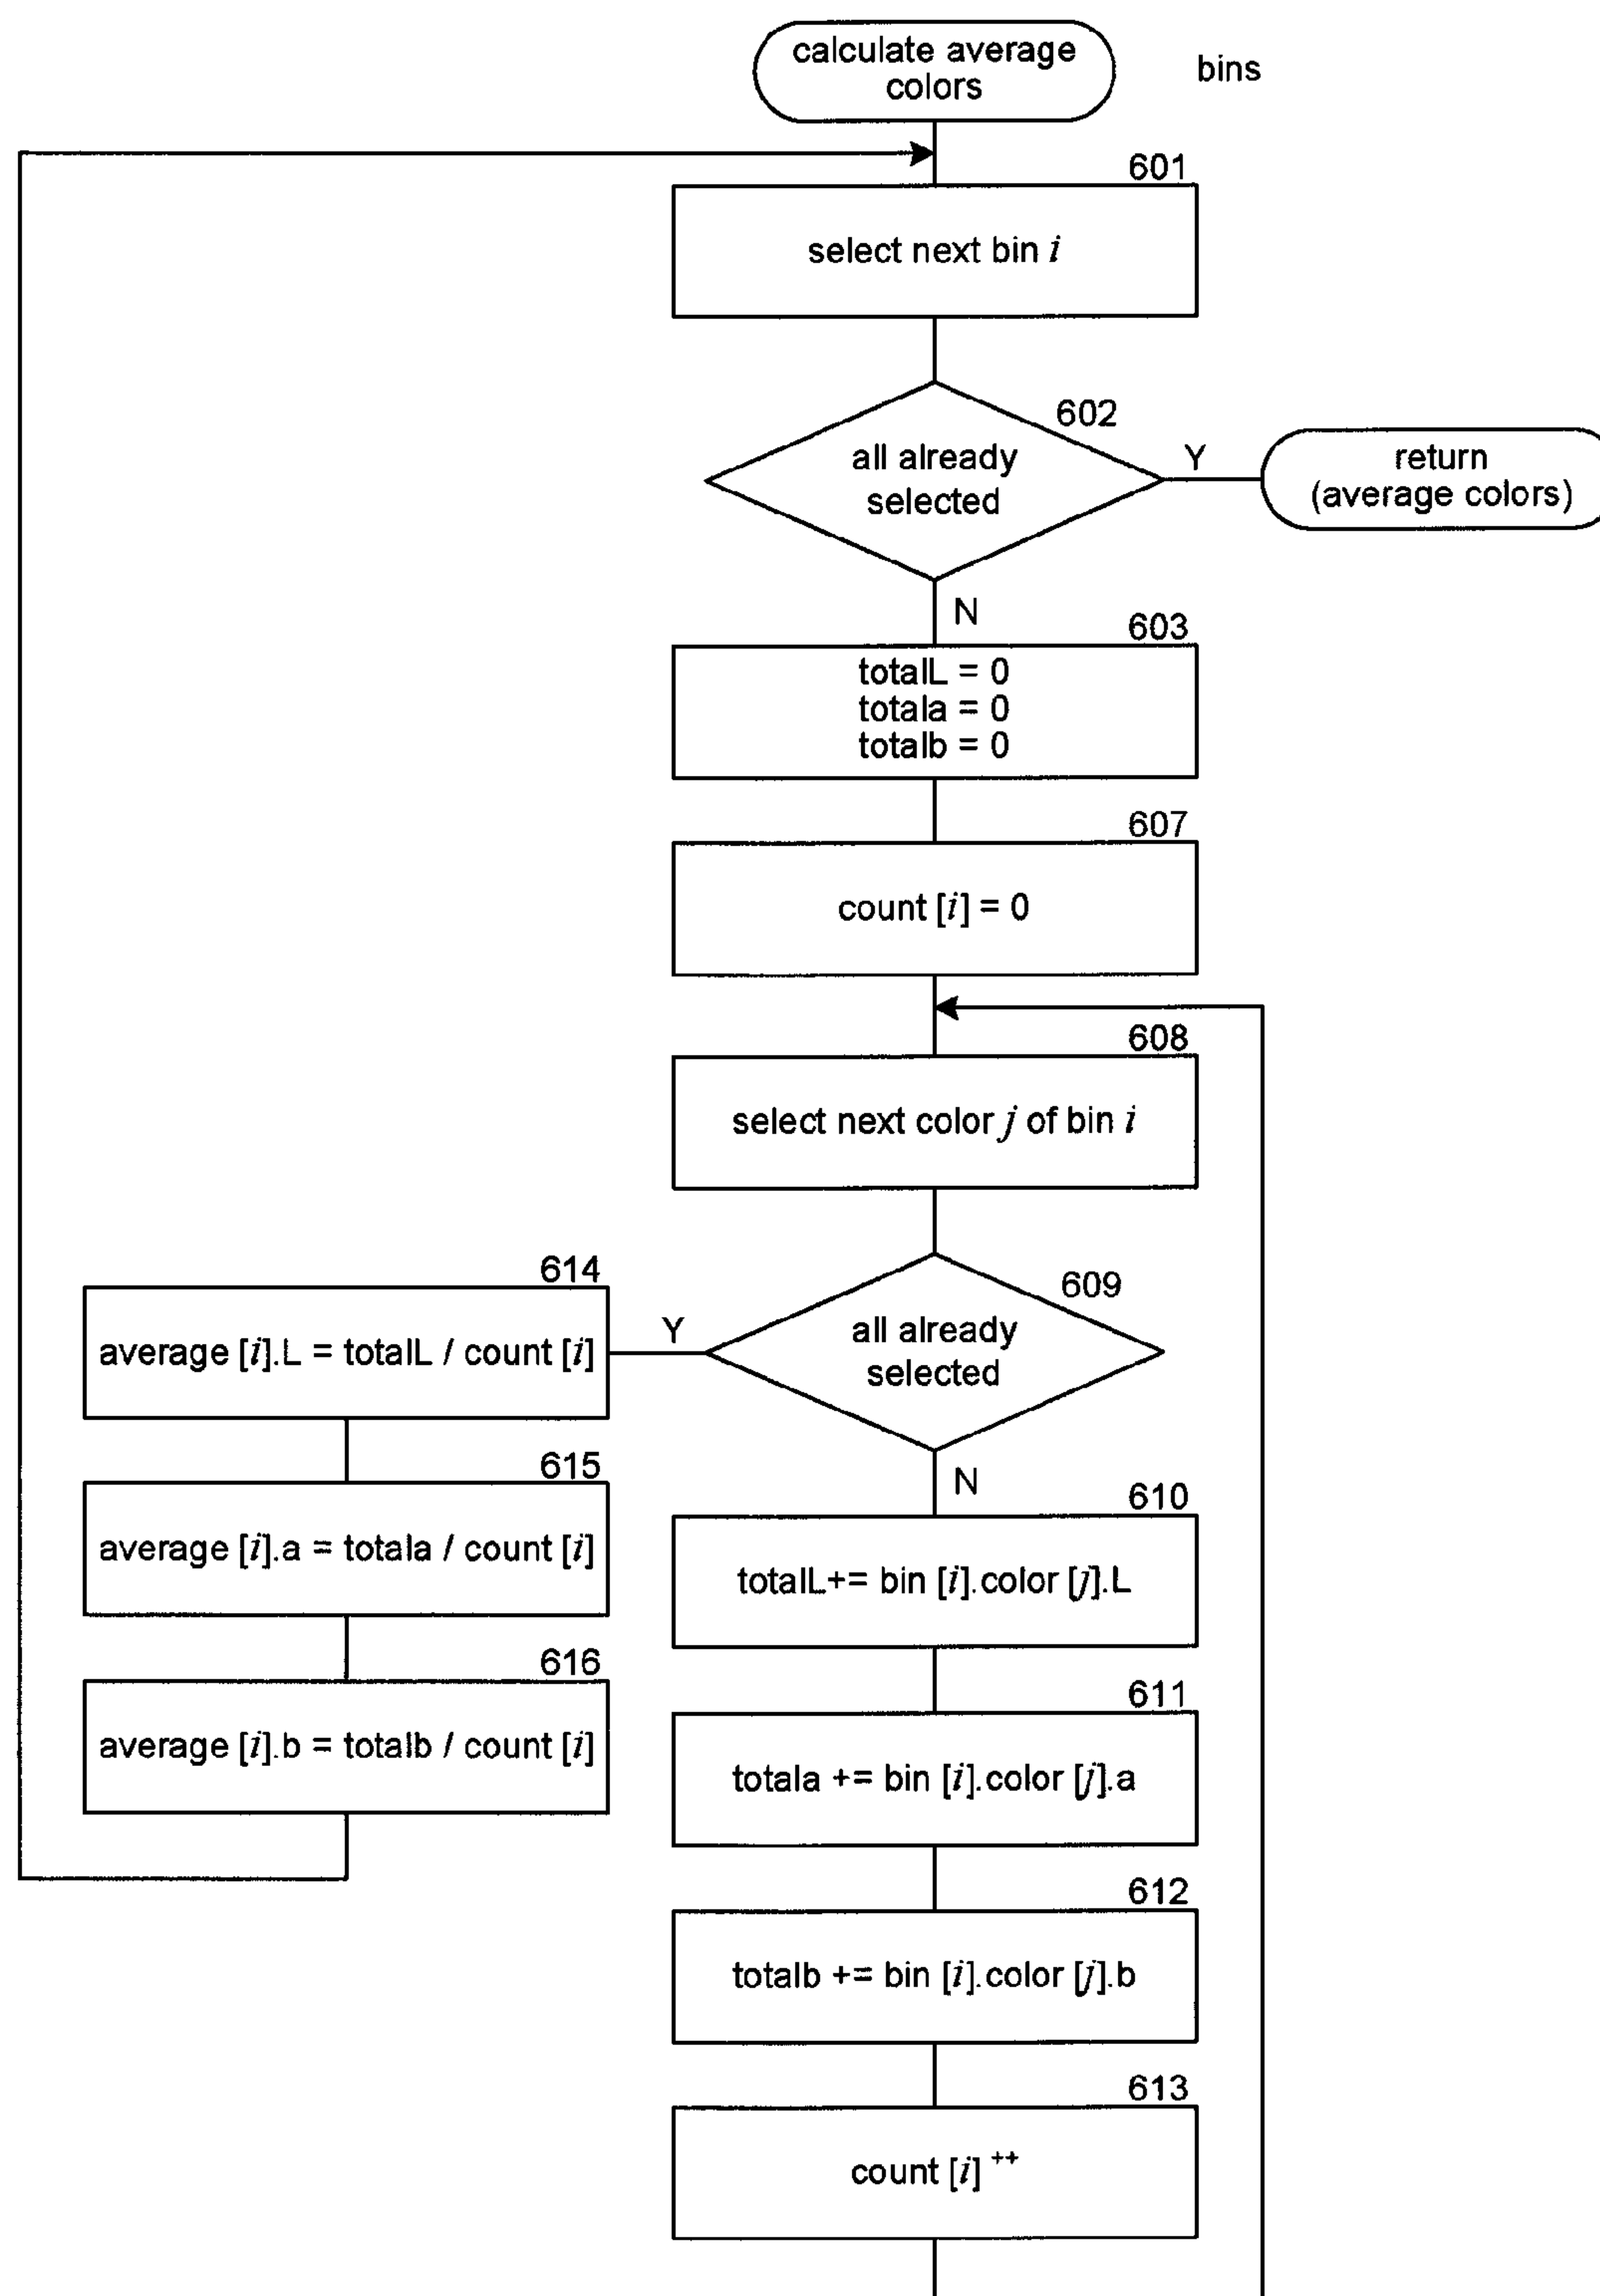 calculate average
colors
bins
601
select next bin i
602
all already
selected
Y
return
(average colors)
N
603
totalL = 0
totala = 0
totalb = 0
607
count [i] = 0
608
select next color j of bin i
609
all already
selected
Y
614
average [i].L = totalL / count [i]
615
average [i].a = totala / count [i]
616
average [i].b = totalb / count [i]
N
610
totalL+= bin [i].color [j].L
611
totala += bin [i].color [j].a
612
totalb += bin [i].color [j].b
613
count [i] ++